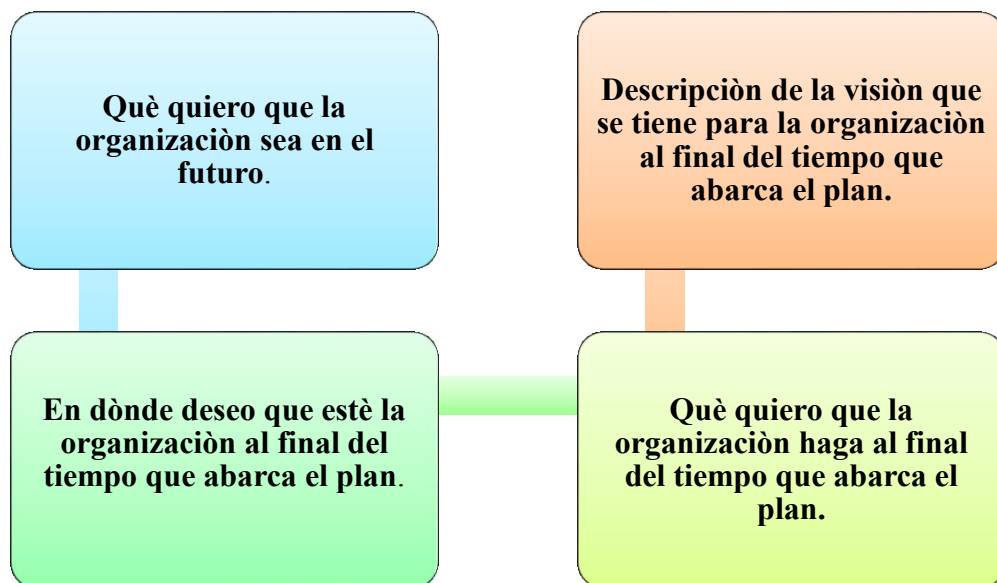 Què quiero que la
organizaciòn sea en el
futuro.
En dònde deseo que estè la
organizaciòn al final del
tiempo que abarca el plan.
Què quiero que la
organizaciòn haga al final
del tiempo que abarca el
plan.
Descripciòn de la visiòn que
se tiene para la organizaciòn
al final del tiempo que
abarca el plan.